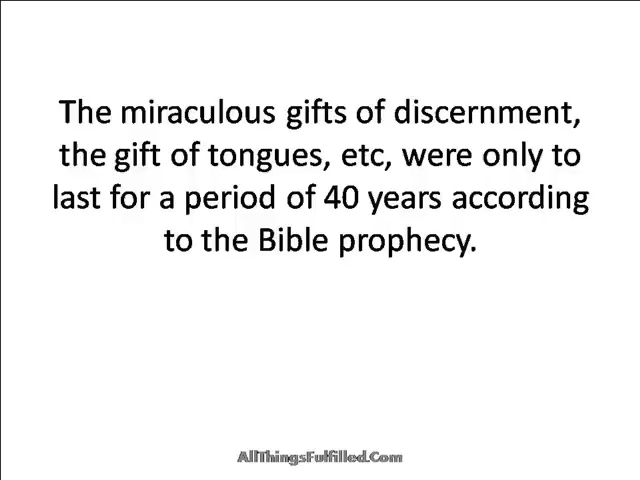 The miraculous gifts of discernment,
the gift of tongues, etc, were only to
last for a period of 40 years according
to the Bible prophecy.
AllThingsFulfilled.Com